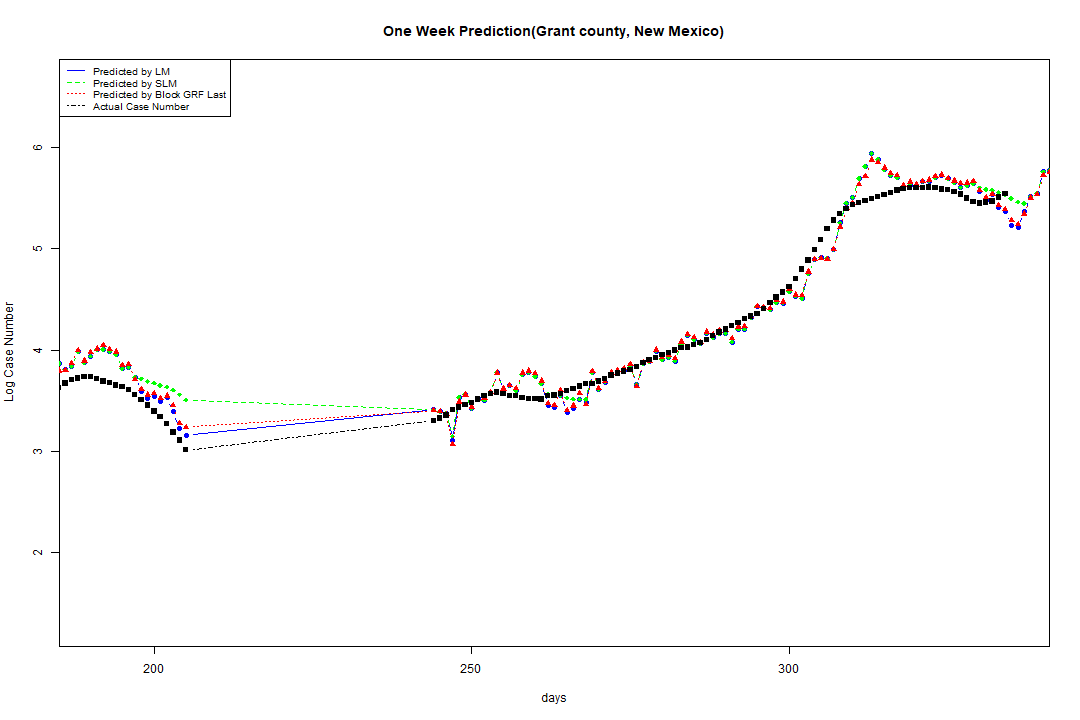 One Week Prediction(Grant county, New Mexico)
Predicted by LM
Predicted by SLM
Predicted by Block GRF Last
Actual Case Number
6
5
4
3
2
Log Case Number
200
250
300
days